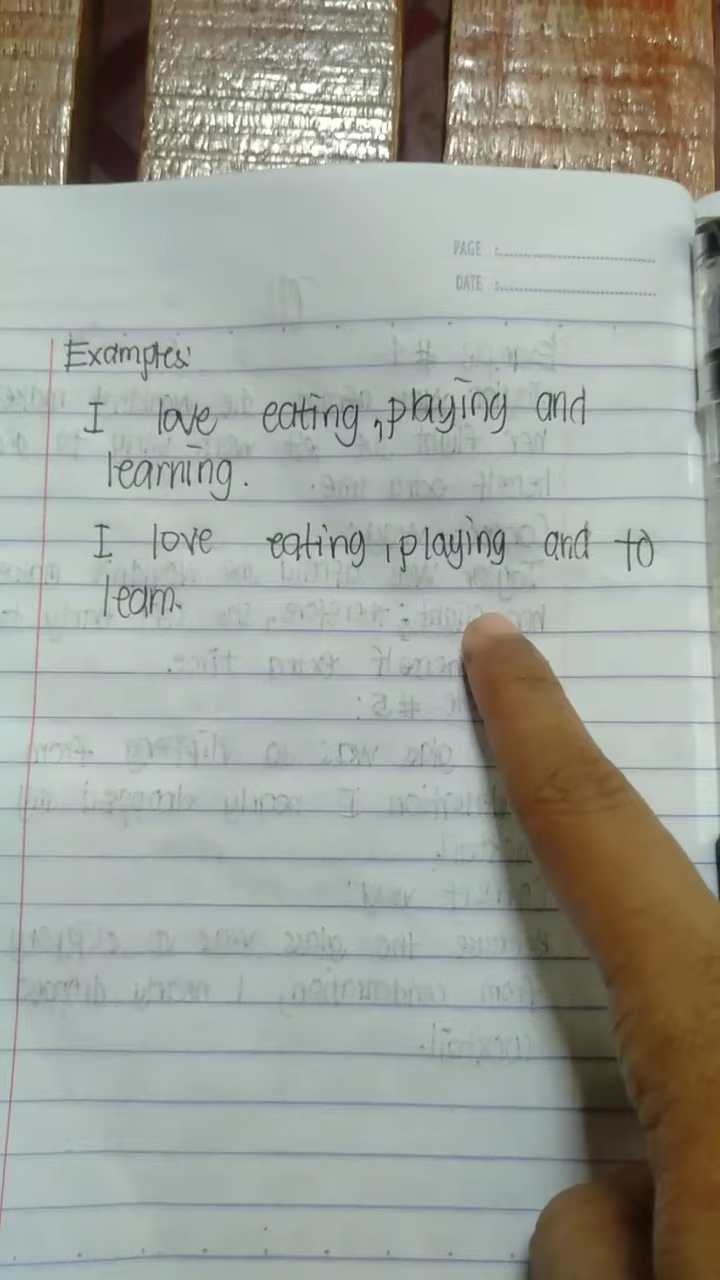 PAGE :
DATE :
Examples:
I love eating, playing and
learning.
I love eating, playing and to
learn.